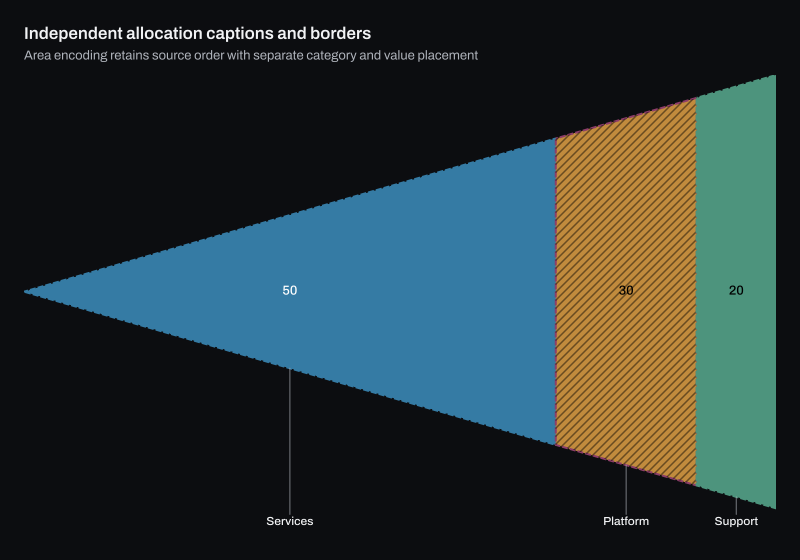 Independent allocation captions and borders
Area encoding retains source order with separate category and value placement
50
30
20
Services
Platform
Support